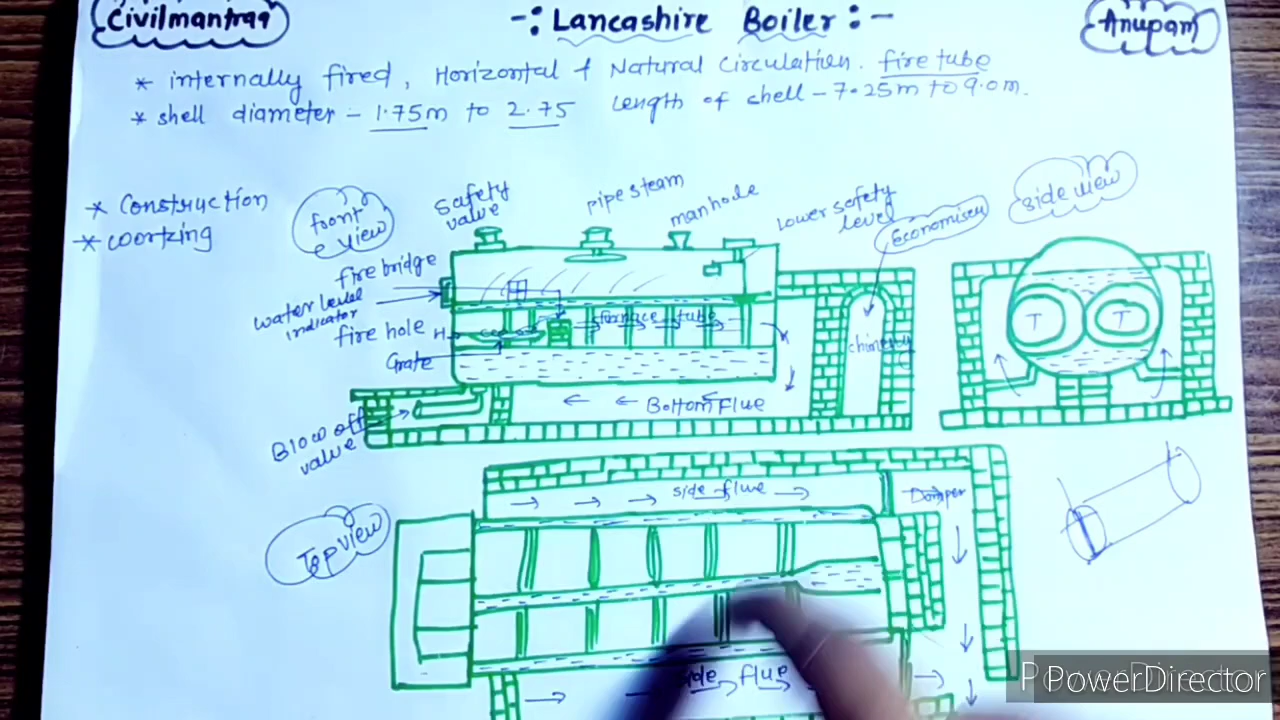 Civilmantraa
-: Lancashire Boiler :-
Anupam
* internally fired, Horizontal & Natural Circulation. fire tube
* shell diameter - 1.75m to 2.75 length of shell - 7.25m to 9.0m.
* Construction
* working
front view
safety valve
pipe steam
manhole
Lower safety level
Economiser
side view
fire bridge
water level indicator
fire hole
Grate
furnace tube
chimney
T T
Bottom flue
Blow off valve
side flue
Damper
Top view
side flue
PowerDirector